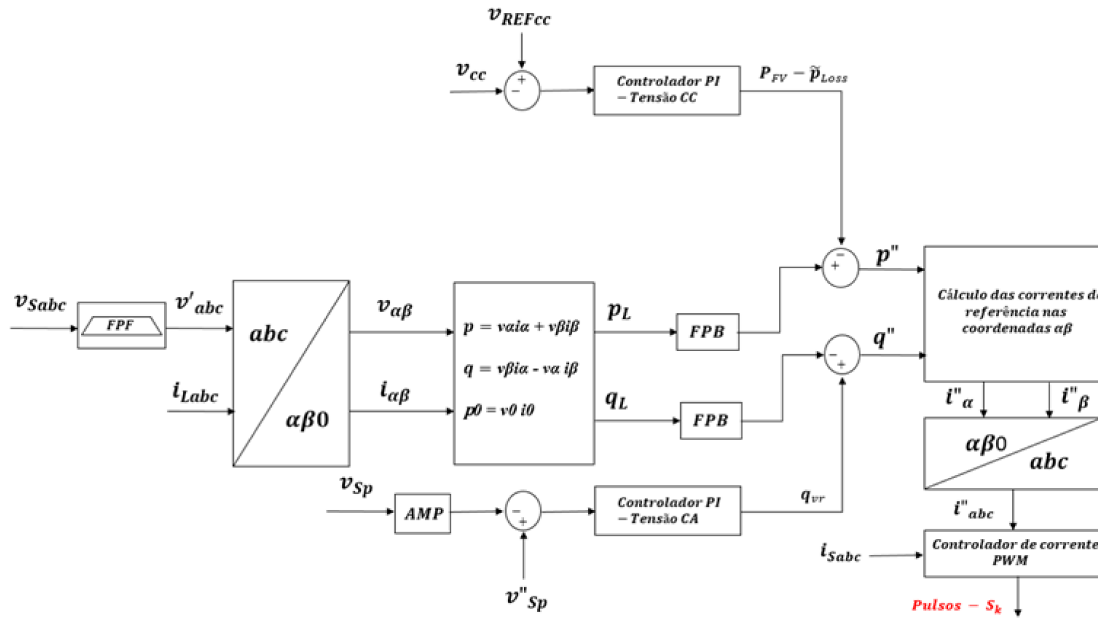 v_REFcc
v_cc
+
−
Controlador PI
− Tensão CC
P_FV − p̃_Loss
v_Sabc
FPF
v'_abc
i_Labc
abc
αβ0
v_αβ
i_αβ
p = vαiα + vβiβ
q = vβiα - vα iβ
p0 = v0 i0
p_L
q_L
FPB
FPB
−
+
p"
−
+
q"
Cálculo das correntes de
referência nas
coordenadas αβ
i"_α
i"_β
αβ0
abc
i"_abc
v_Sp
AMP
−
+
v"_Sp
Controlador PI
− Tensão CA
q_vr
i_Sabc
Controlador de corrente
PWM
Pulsos − S_k